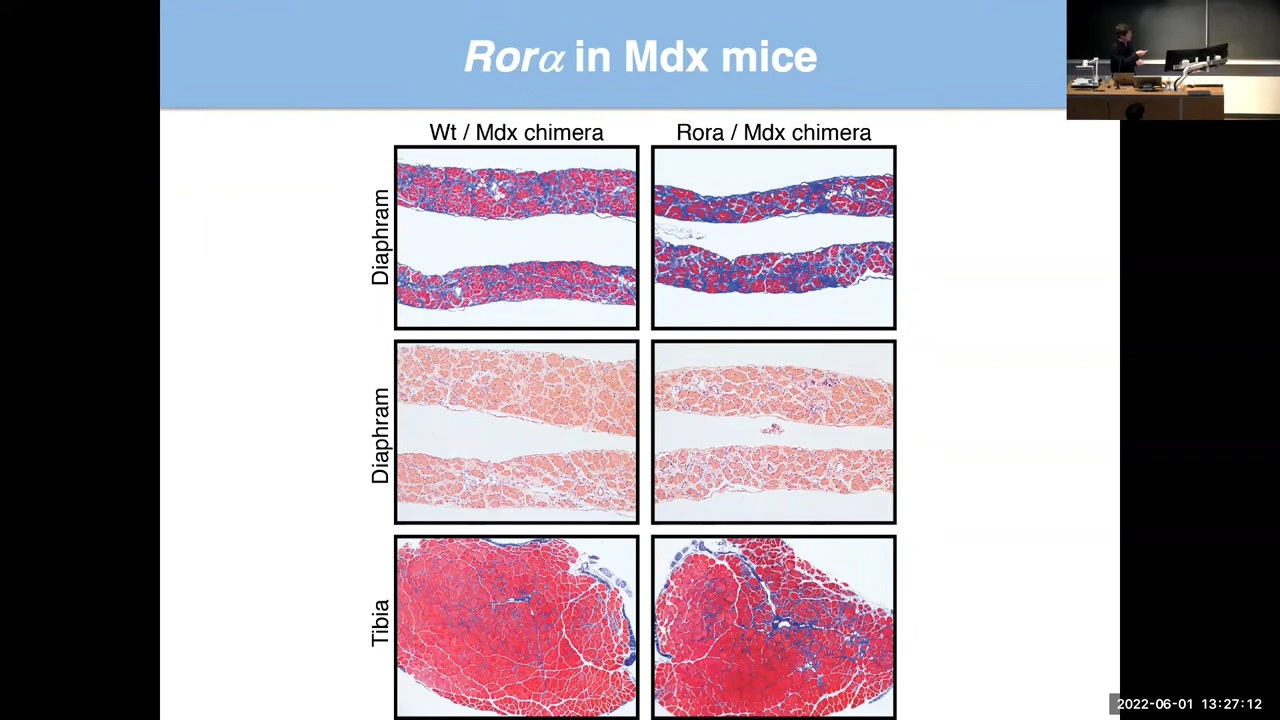 Rorα in Mdx mice
Wt / Mdx chimera
Rora / Mdx chimera
Diaphram
Diaphram
Tibia
2022-06-01 13:27:12